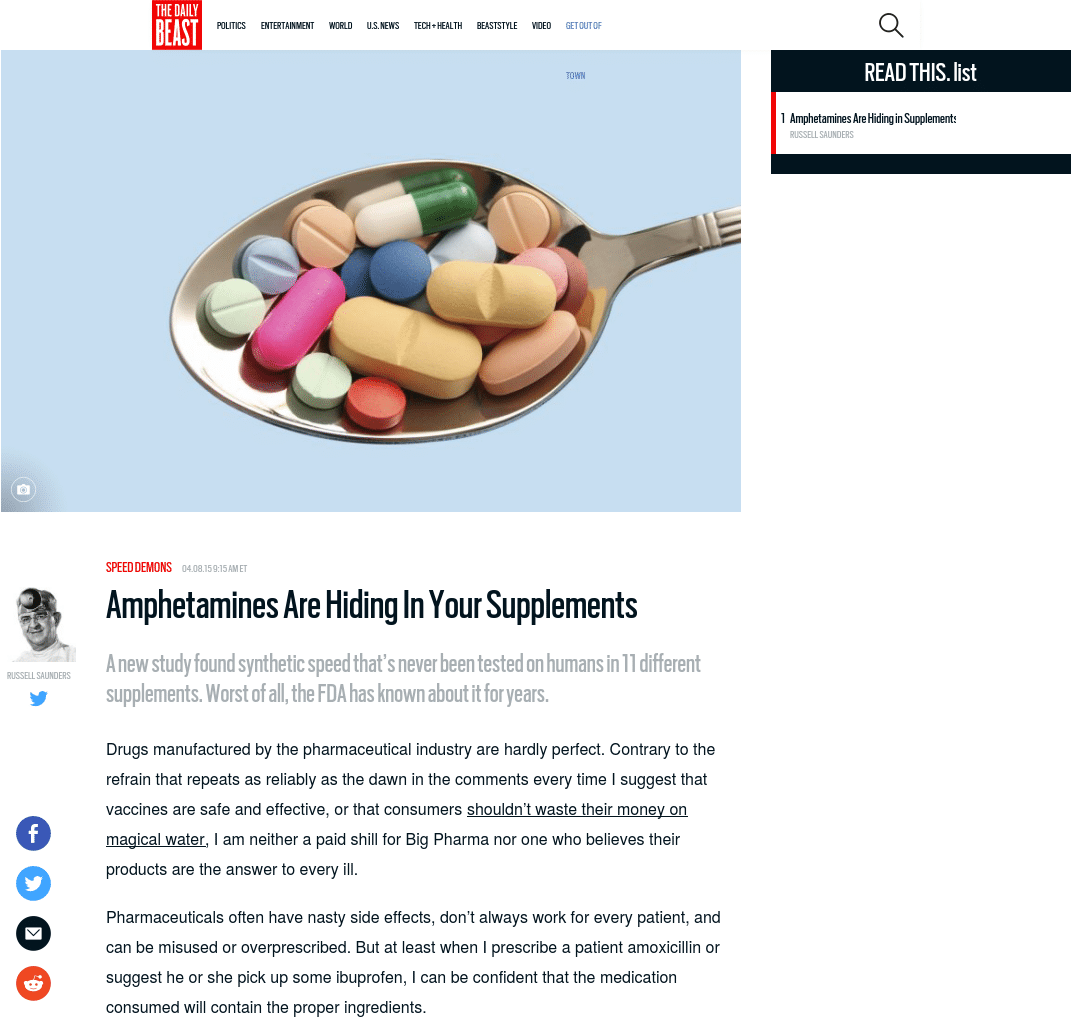 THE DAILY
BEAST
POLITICS ENTERTAINMENT WORLD U.S. NEWS TECH + HEALTH BEASTSTYLE VIDEO GET OUT OF
TOWN
READ THIS. list
1 Amphetamines Are Hiding in Supplements
RUSSELL SAUNDERS
SPEED DEMONS 04.08.15 9:15 AM ET
Amphetamines Are Hiding In Your Supplements
RUSSELL SAUNDERS
A new study found synthetic speed that’s never been tested on humans in 11 different
supplements. Worst of all, the FDA has known about it for years.
Drugs manufactured by the pharmaceutical industry are hardly perfect. Contrary to the
refrain that repeats as reliably as the dawn in the comments every time I suggest that
vaccines are safe and effective, or that consumers shouldn’t waste their money on
magical water, I am neither a paid shill for Big Pharma nor one who believes their
products are the answer to every ill.
Pharmaceuticals often have nasty side effects, don’t always work for every patient, and
can be misused or overprescribed. But at least when I prescribe a patient amoxicillin or
suggest he or she pick up some ibuprofen, I can be confident that the medication
consumed will contain the proper ingredients.